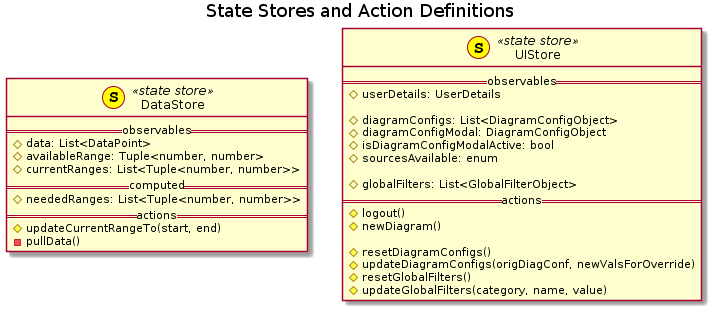 State Stores and Action Definitions
S
«state store»
DataStore
observables
data: List<DataPoint>
availableRange: Tuple<number, number>
currentRanges: List<Tuple<number, number>>
computed
neededRanges: List<Tuple<number, number>>
actions
updateCurrentRangeTo(start, end)
pullData()
S
«state store»
UIStore
observables
userDetails: UserDetails
diagramConfigs: List<DiagramConfigObject>
diagramConfigModal: DiagramConfigObject
isDiagramConfigModalActive: bool
sourcesAvailable: enum
globalFilters: List<GlobalFilterObject>
actions
logout()
newDiagram()
resetDiagramConfigs()
updateDiagramConfigs(origDiagConf, newValsForOverride)
resetGlobalFilters()
updateGlobalFilters(category, name, value)